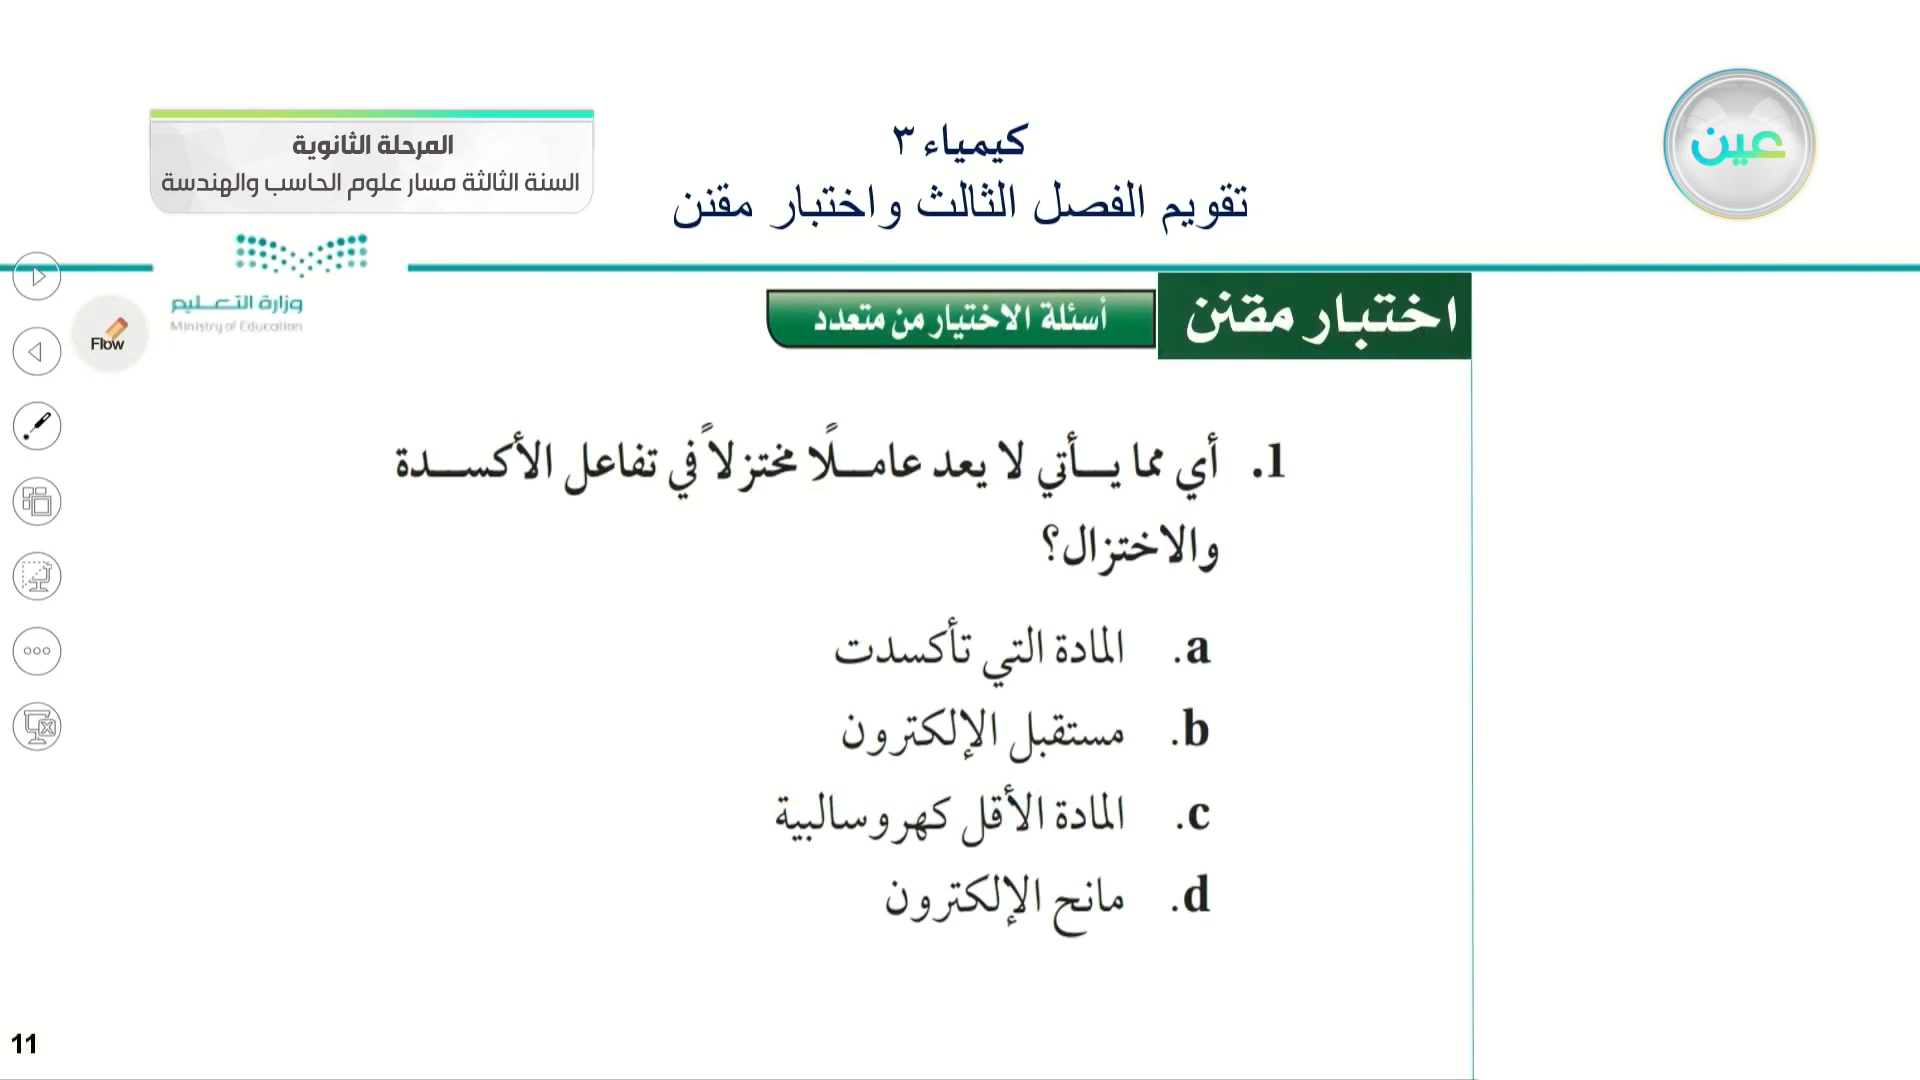 عين
كيمياء ٣
تقويم الفصل الثالث واختبار مقنن
المرحلة الثانوية
السنة الثالثة مسار علوم الحاسب والهندسة
وزارة التعليم
Ministry of Education
Flow
اختبار مقنن
أسئلة الاختيار من متعدد
1. أي مما يأتي لا يعد عاملًا مختزلاً في تفاعل الأكسدة
والاختزال؟
a. المادة التي تأكسدت
b. مستقبل الإلكترون
c. المادة الأقل كهروسالبية
d. مانح الإلكترون
11